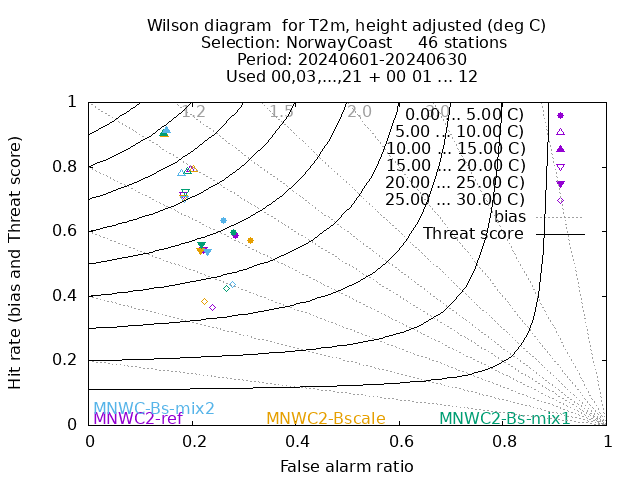 Wilson diagram  for T2m, height adjusted (deg C)
Selection: NorwayCoast     46 stations
Period: 20240601-20240630
Used 00,03,...,21 + 00 01 ... 12
Hit rate (bias and Threat score)
1
0.8
0.6
0.4
0.2
0
1.2
1.5
2.0
3.0
0.00 ... 5.00 C)
5.00 ... 10.00 C)
10.00 ... 15.00 C)
15.00 ... 20.00 C)
20.00 ... 25.00 C)
25.00 ... 30.00 C)
bias
Threat score
MNWC-Bs-mix2
MNWC2-ref
MNWC2-Bscale
MNWC2-Bs-mix1
0
0.2
0.4
0.6
0.8
1
False alarm ratio